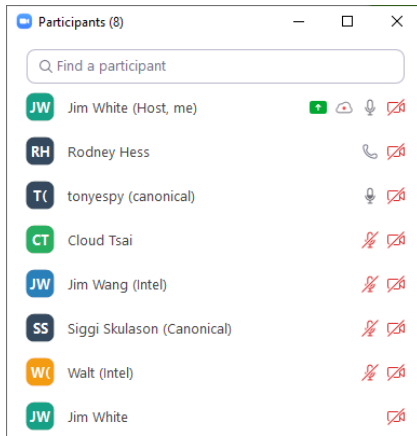 Participants (8)
Find a participant
JW Jim White (Host, me)
RH Rodney Hess
T( tonyespy (canonical)
CT Cloud Tsai
JW Jim Wang (Intel)
SS Siggi Skulason (Canonical)
W( Walt (Intel)
JW Jim White